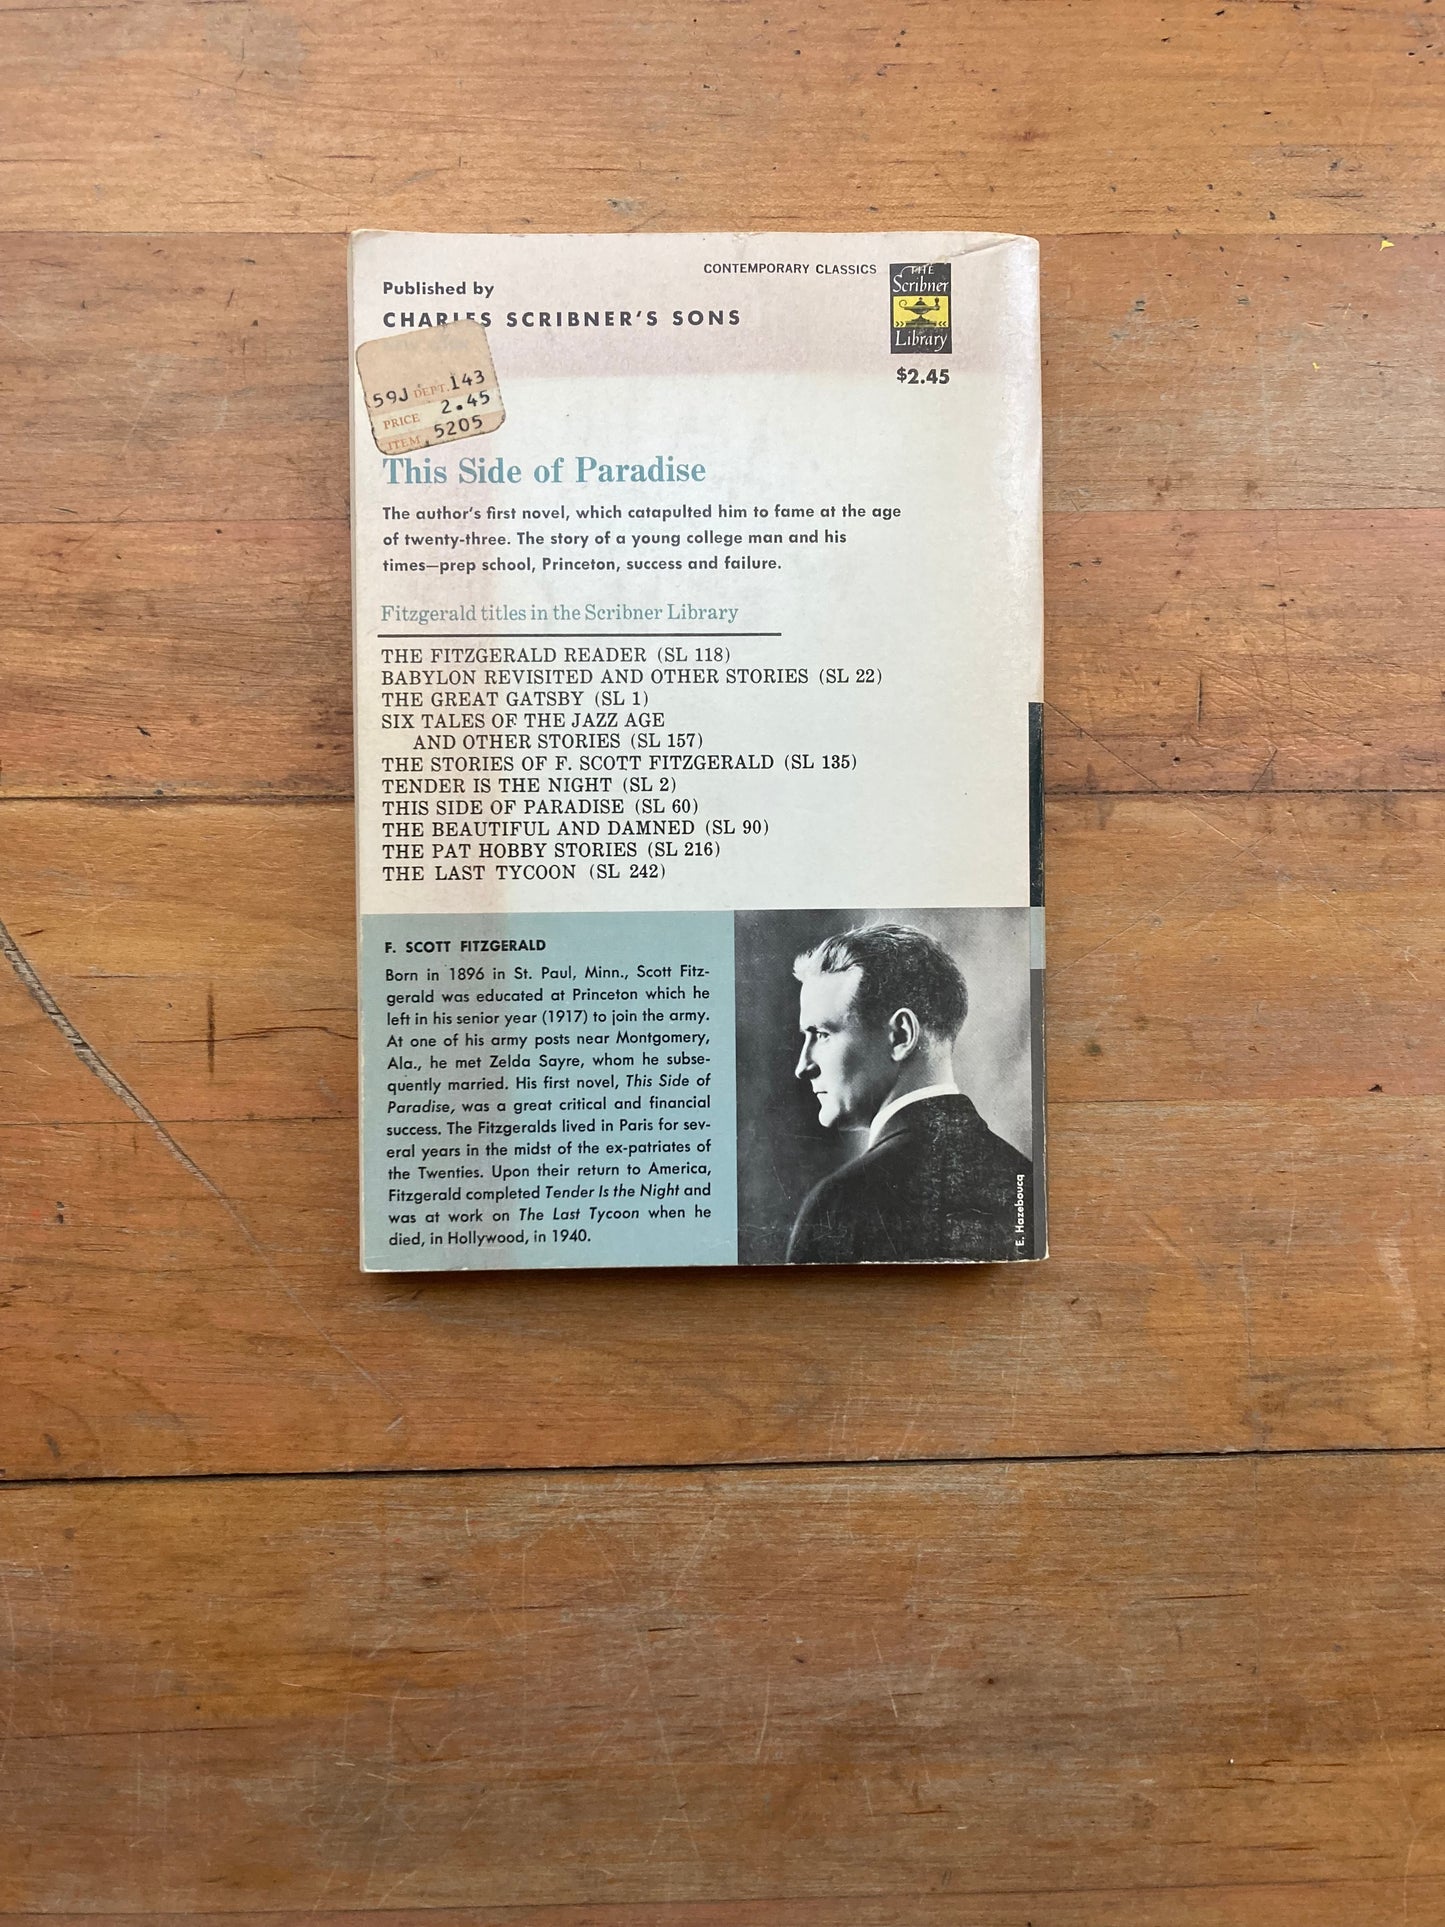 CONTEMPORARY CLASSICS
THE
Scribner
Library
$2.45
Published by
CHARLES SCRIBNER'S SONS
59J DEPT. 143
PRICE 2.45
ITEM 5205
This Side of Paradise
The author's first novel, which catapulted him to fame at the age
of twenty-three. The story of a young college man and his
times—prep school, Princeton, success and failure.
Fitzgerald titles in the Scribner Library
THE FITZGERALD READER (SL 118)
BABYLON REVISITED AND OTHER STORIES (SL 22)
THE GREAT GATSBY (SL 1)
SIX TALES OF THE JAZZ AGE
AND OTHER STORIES (SL 157)
THE STORIES OF F. SCOTT FITZGERALD (SL 135)
TENDER IS THE NIGHT (SL 2)
THIS SIDE OF PARADISE (SL 60)
THE BEAUTIFUL AND DAMNED (SL 90)
THE PAT HOBBY STORIES (SL 216)
THE LAST TYCOON (SL 242)
F. SCOTT FITZGERALD
Born in 1896 in St. Paul, Minn., Scott Fitz-
gerald was educated at Princeton which he
left in his senior year (1917) to join the army.
At one of his army posts near Montgomery,
Ala., he met Zelda Sayre, whom he subse-
quently married. His first novel, This Side of
Paradise, was a great critical and financial
success. The Fitzgeralds lived in Paris for sev-
eral years in the midst of the ex-patriates of
the Twenties. Upon their return to America,
Fitzgerald completed Tender Is the Night and
was at work on The Last Tycoon when he
died, in Hollywood, in 1940.
E. Hazeboucq